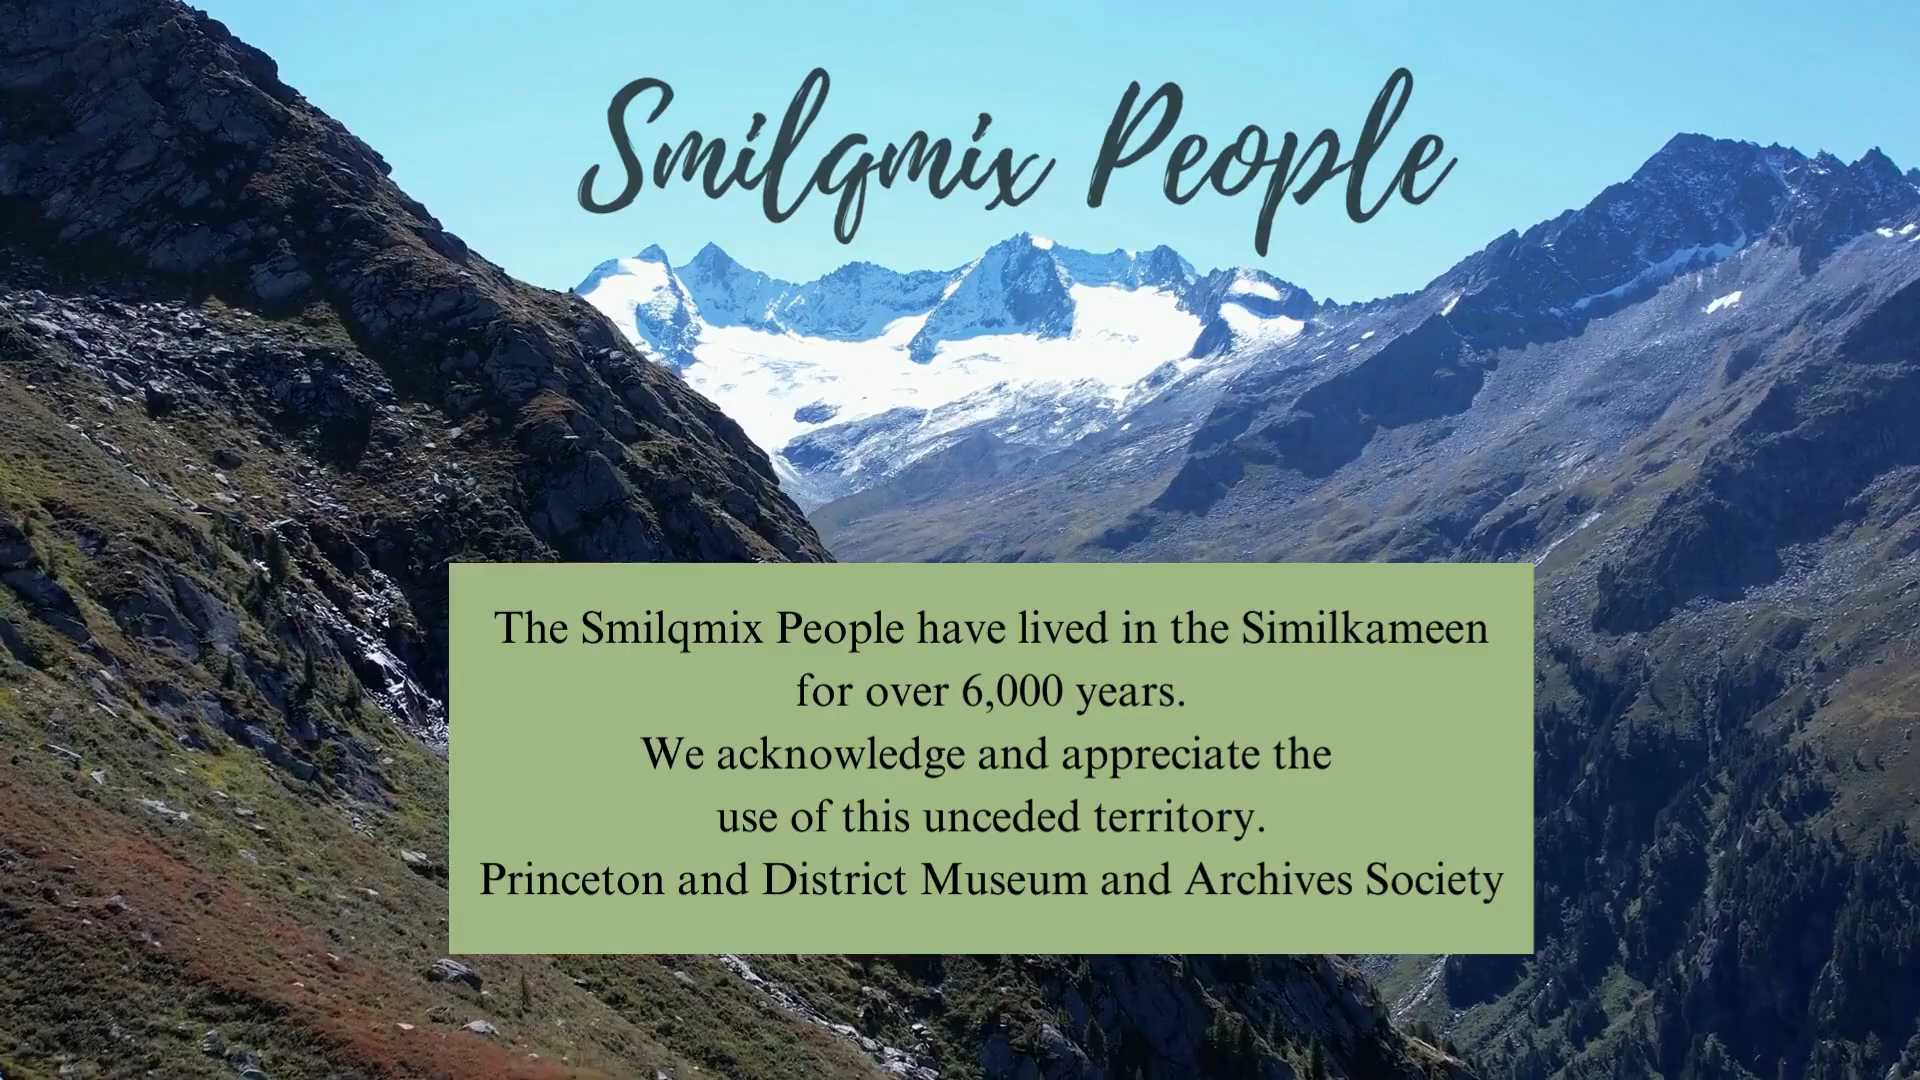 Smilqmix People
The Smilqmix People have lived in the Similkameen
for over 6,000 years.
We acknowledge and appreciate the
use of this unceded territory.
Princeton and District Museum and Archives Society